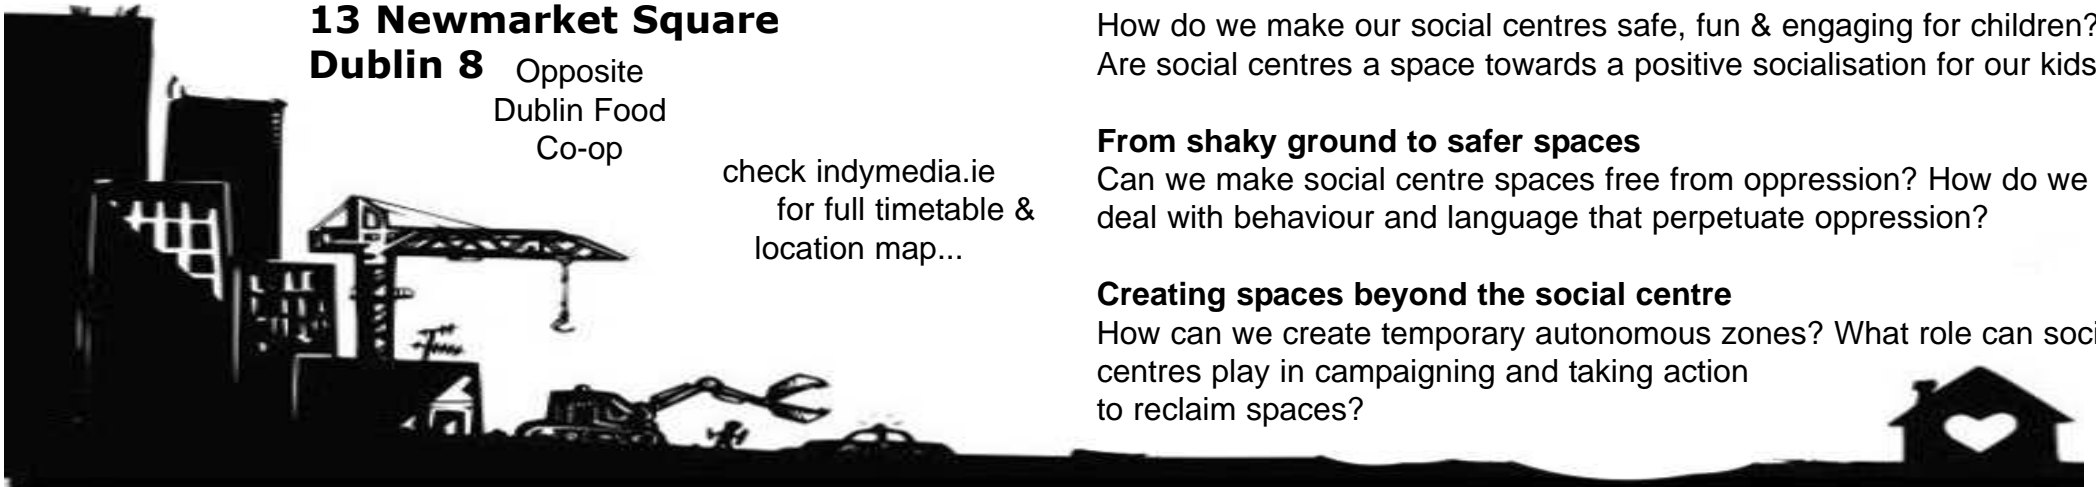 13 Newmarket Square
Dublin 8
Opposite
Dublin Food
Co-op
check indymedia.ie
for full timetable &
location map...
How do we make our social centres safe, fun & engaging for children?
Are social centres a space towards a positive socialisation for our kids
From shaky ground to safer spaces
Can we make social centre spaces free from oppression? How do we
deal with behaviour and language that perpetuate oppression?
Creating spaces beyond the social centre
How can we create temporary autonomous zones? What role can soci
centres play in campaigning and taking action
to reclaim spaces?